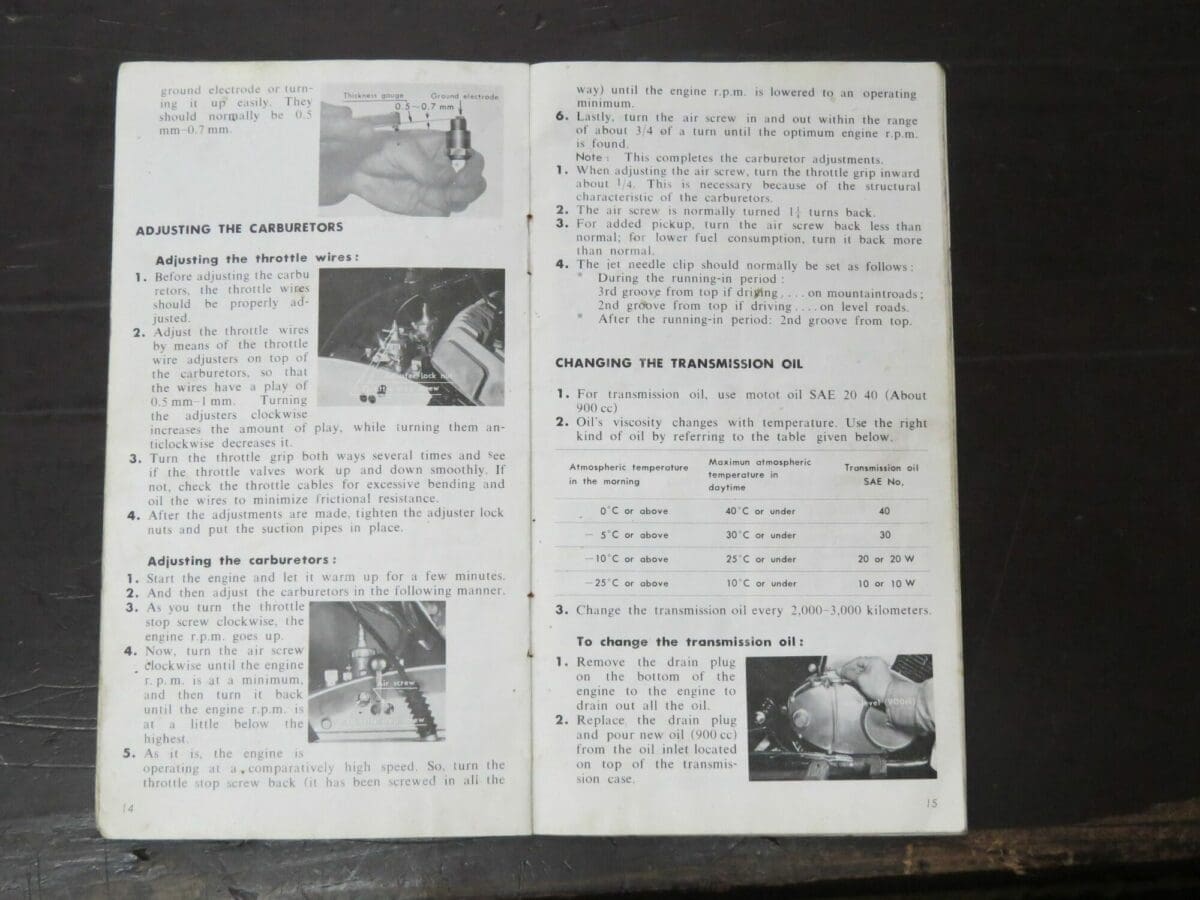 ground electrode or turn-
ing it up easily. They
should normally be 0.5
mm-0.7 mm.
Thickness gauge
Ground electrode
0.5~0.7 mm
ADJUSTING THE CARBURETORS
Adjusting the throttle wires:
1. Before adjusting the carbu
retors, the throttle wires
should be properly ad-
justed.
2. Adjust the throttle wires
by means of the throttle
wire adjusters on top of
the carburetors, so that
the wires have a play of
0.5 mm-1 mm. Turning
the adjusters clockwise
increases the amount of play, while turning them an-
ticlockwise decreases it.
lock nut
3. Turn the throttle grip both ways several times and see
if the throttle valves work up and down smoothly. If
not, check the throttle cables for excessive bending and
oil the wires to minimize frictional resistance.
4. After the adjustments are made, tighten the adjuster lock
nuts and put the suction pipes in place.
Adjusting the carburetors:
1. Start the engine and let it warm up for a few minutes.
2. And then adjust the carburetors in the following manner.
3. As you turn the throttle
stop screw clockwise, the
engine r.p.m. goes up.
4. Now, turn the air screw
clockwise until the engine
r.p.m. is at a minimum,
and then turn it back
until the engine r.p.m. is
at a little below the
highest.
Air screw
5. As it is, the engine is
operating at a comparatively high speed. So, turn the
throttle stop screw back (it has been screwed in all the
14
way) until the engine r.p.m. is lowered to an operating
minimum.
6. Lastly, turn the air screw in and out within the range
of about 3/4 of a turn until the optimum engine r.p.m.
is found.
Note: This completes the carburetor adjustments.
1. When adjusting the air screw, turn the throttle grip inward
about 1/4. This is necessary because of the structural
characteristic of the carburetors.
2. The air screw is normally turned 1¼ turns back.
3. For added pickup, turn the air screw back less than
normal; for lower fuel consumption, turn it back more
than normal.
4. The jet needle clip should normally be set as follows:
* During the running-in period:
3rd groove from top if driving....on mountaintroads;
2nd groove from top if driving....on level roads.
* After the running-in period: 2nd groove from top.
CHANGING THE TRANSMISSION OIL
1. For transmission oil, use motot oil SAE 20 40 (About
900 cc)
2. Oil's viscosity changes with temperature. Use the right
kind of oil by referring to the table given below.
Atmospheric temperature in the morning Maximun atmospheric temperature in daytime Transmission oil SAE No.
0°C or above 40°C or under 40
-5°C or above 30°C or under 30
-10°C or above 25°C or under 20 or 20 W
-25°C or above 10°C or under 10 or 10 W
3. Change the transmission oil every 2,000-3,000 kilometers.
To change the transmission oil:
1. Remove the drain plug
on the bottom of the
engine to the engine to
drain out all the oil.
2. Replace the drain plug
and pour new oil (900 cc)
from the oil inlet located
on top of the transmis-
sion case.
level (900cc)
15